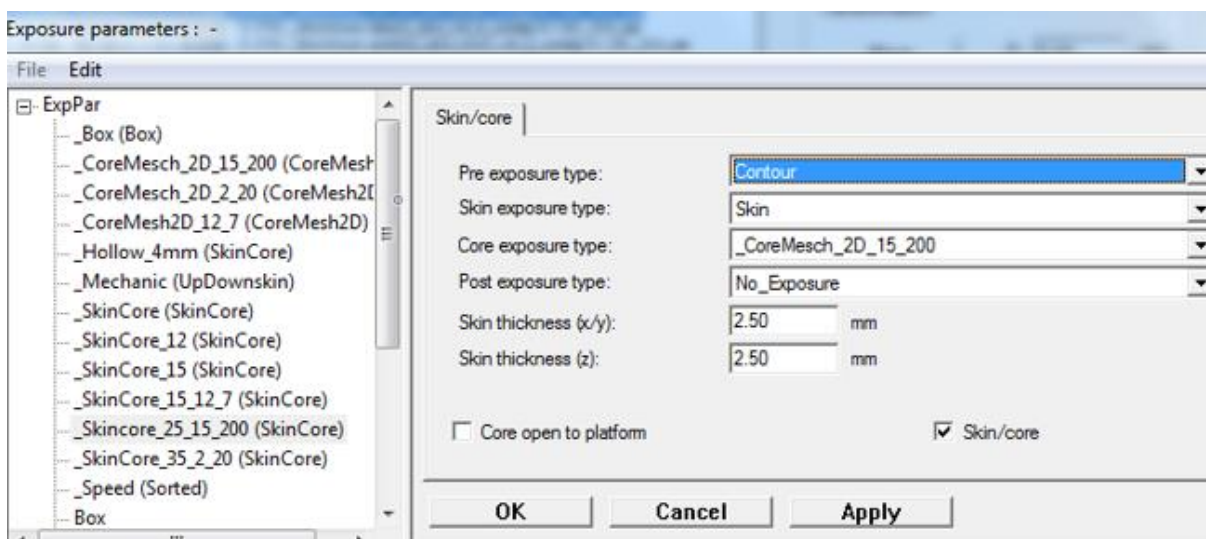 Exposure parameters : -
File Edit
ExpPar
_Box (Box)
_CoreMesch_2D_15_200 (CoreMesh
_CoreMesch_2D_2_20 (CoreMesh2D
_CoreMesh2D_12_7 (CoreMesh2D)
_Hollow_4mm (SkinCore)
_Mechanic (UpDownskin)
_SkinCore (SkinCore)
_SkinCore_12 (SkinCore)
_SkinCore_15 (SkinCore)
_SkinCore_15_12_7 (SkinCore)
_Skincore_25_15_200 (SkinCore)
_SkinCore_35_2_20 (SkinCore)
_Speed (Sorted)
Box
Skin/core
Pre exposure type: Contour
Skin exposure type: Skin
Core exposure type: _CoreMesch_2D_15_200
Post exposure type: No_Exposure
Skin thickness (x/y): 2.50 mm
Skin thickness (z): 2.50 mm
Core open to platform Skin/core
OK Cancel Apply